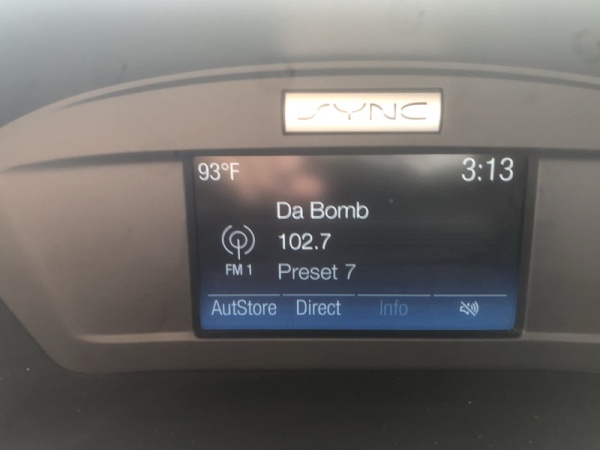 SYNC
93°F 3:13
Da Bomb
102.7
FM 1 Preset 7
AutStore Direct Info